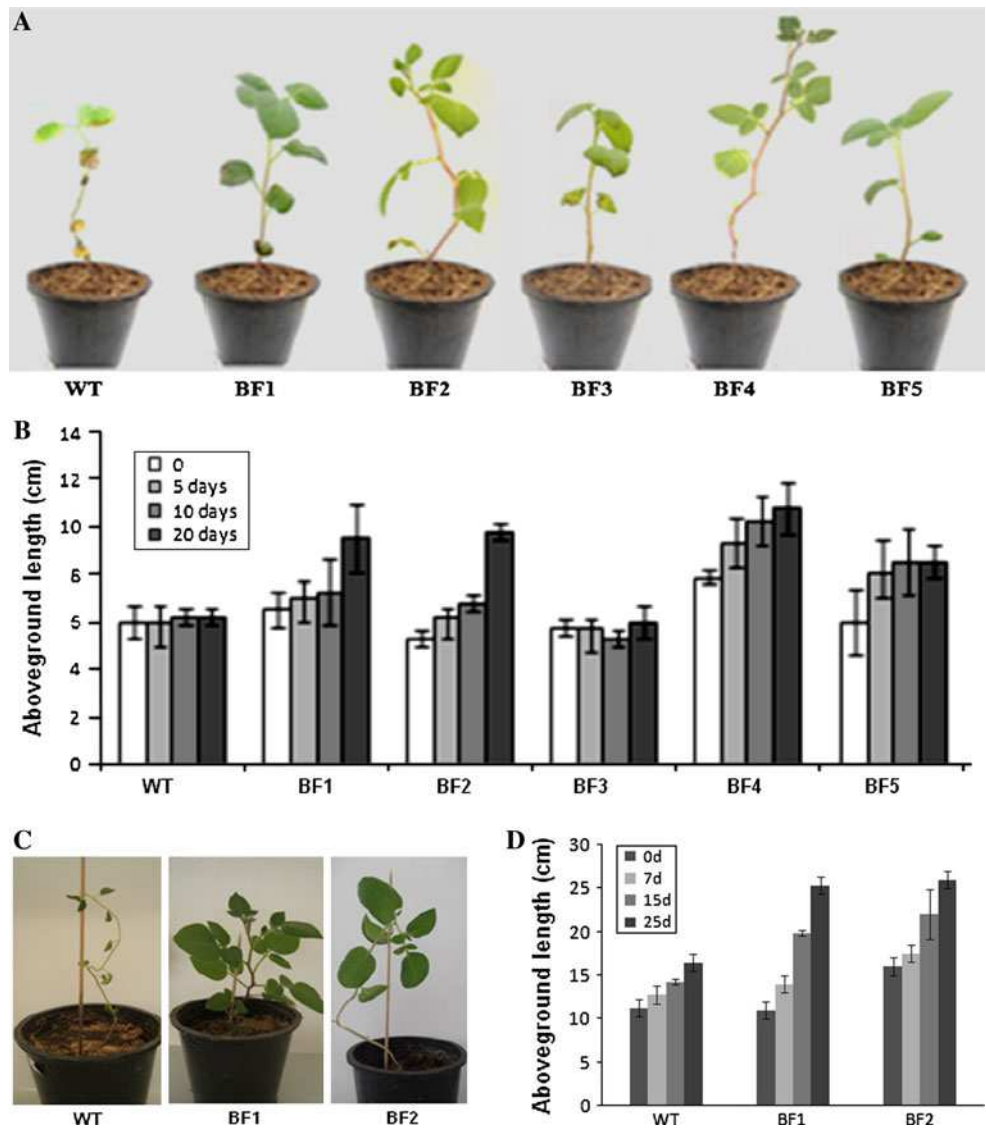 A
WT BF1 BF2 BF3 BF4 BF5
B
Aboveground length (cm)
14
12
10
6
5
4
2
0
0
5 days
10 days
20 days
WT BF1 BF2 BF3 BF4 BF5
C
WT BF1 BF2
D
Aboveground length (cm)
30
25
20
15
10
5
0
0d
7d
15d
25d
WT BF1 BF2